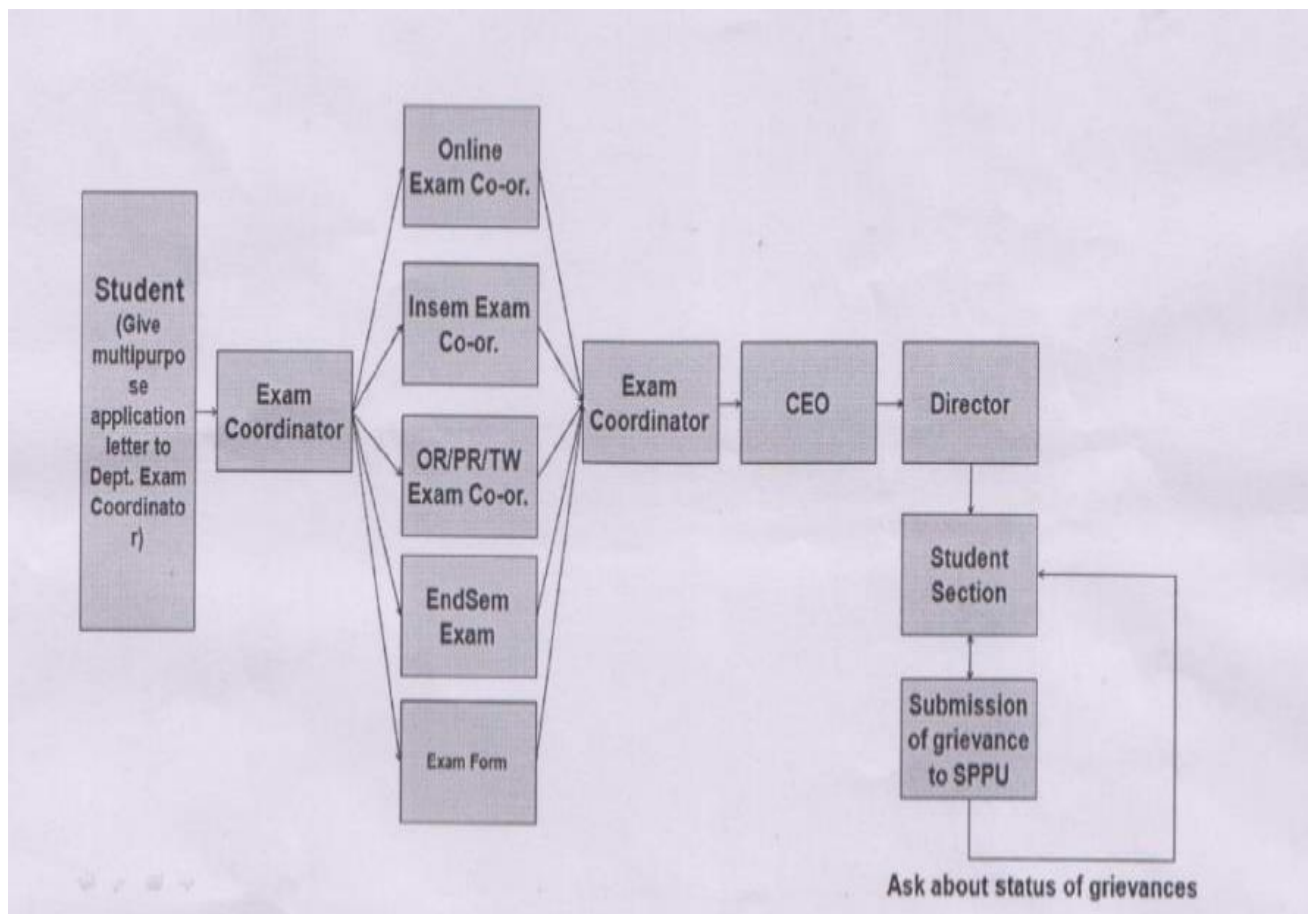 Student
(Give
multipurpo
se
application
letter to
Dept. Exam
Coordinato
r)
Exam
Coordinator
Online
Exam Co-or.
Insem Exam
Co-or.
OR/PR/TW
Exam Co-or.
EndSem
Exam
Exam Form
Exam
Coordinator
CEO
Director
Student
Section
Submission
of grievance
to SPPU
Ask about status of grievances